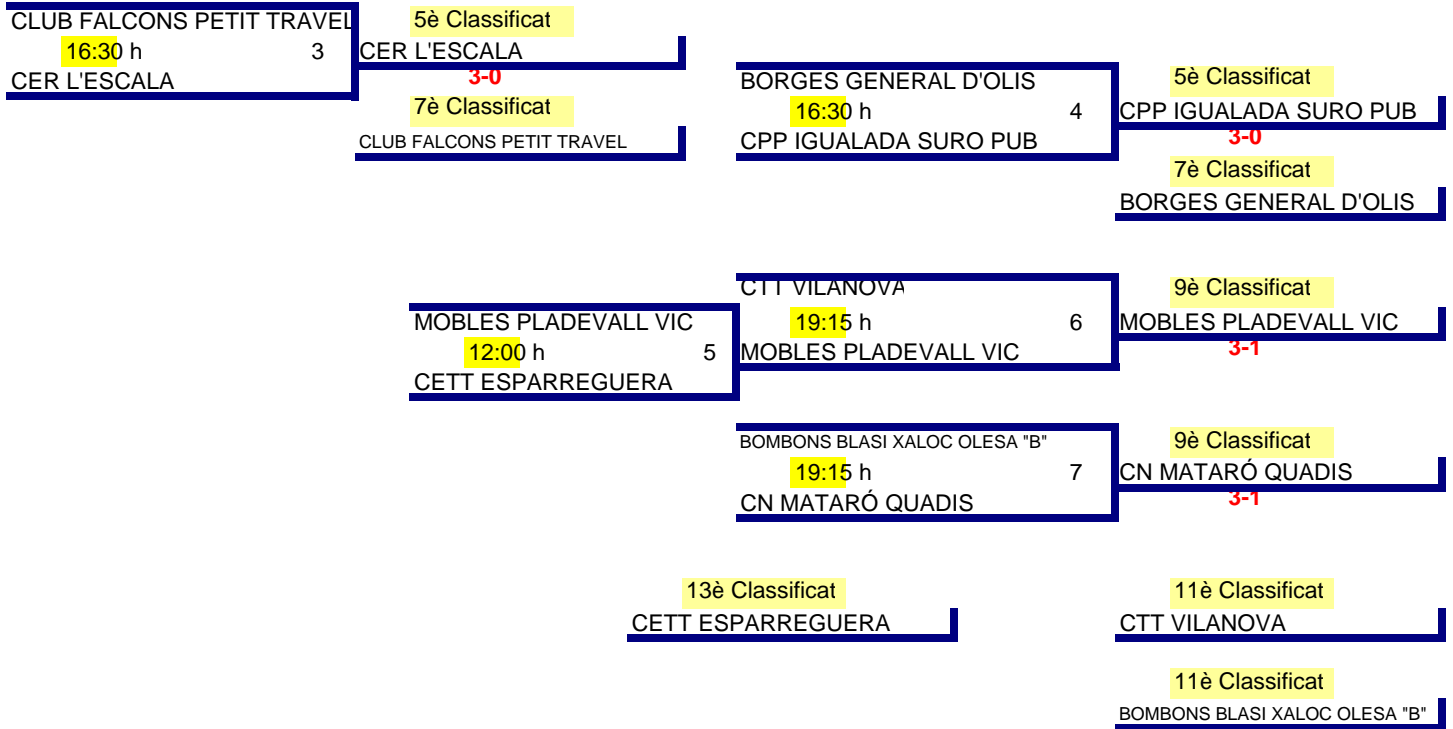 CLUB FALCONS PETIT TRAVEL
16:30 h 3
CER L'ESCALA
5è Classificat
CER L'ESCALA
3-0
7è Classificat
CLUB FALCONS PETIT TRAVEL
BORGES GENERAL D'OLIS
16:30 h 4
CPP IGUALADA SURO PUB
5è Classificat
CPP IGUALADA SURO PUB
3-0
7è Classificat
BORGES GENERAL D'OLIS
MOBLES PLADEVALL VIC
12:00 h 5
CETT ESPARREGUERA
CTT VILANOVA
19:15 h 6
MOBLES PLADEVALL VIC
9è Classificat
MOBLES PLADEVALL VIC
3-1
BOMBONS BLASI XALOC OLESA "B"
19:15 h 7
CN MATARÓ QUADIS
9è Classificat
CN MATARÓ QUADIS
3-1
13è Classificat
CETT ESPARREGUERA
11è Classificat
CTT VILANOVA
11è Classificat
BOMBONS BLASI XALOC OLESA "B"